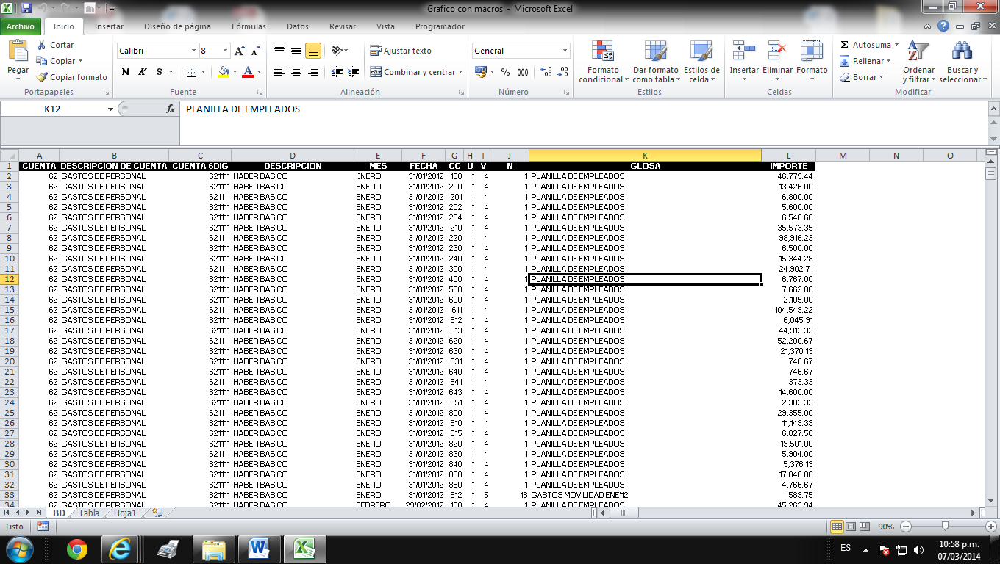 Grafico con macros - Microsoft Excel
Archivo Inicio Insertar Diseño de página Fórmulas Datos Revisar Vista Programador
Pegar
Cortar
Copiar
Copiar formato
Portapapeles
Calibri 8 A A
N K S A
Fuente
Ajustar texto
Combinar y centrar
Alineación
General
% 000
Número
Formato condicional
Dar formato como tabla
Estilos de celda
Estilos
Insertar Eliminar Formato
Celdas
Σ Autosuma
Rellenar
Borrar
Ordenar y filtrar
Buscar y seleccionar
Modificar
K12 fx PLANILLA DE EMPLEADOS
A B C D E F G H I J K L M N O
1 CUENTA DESCRIPCION DE CUENTA CUENTA 6DIG DESCRIPCION MES FECHA CC U V N GLOSA IMPORTE
2 62 GASTOS DE PERSONAL 621111 HABER BASICO ENERO 31/01/2012 100 1 4 1 PLANILLA DE EMPLEADOS 46,779.44
3 62 GASTOS DE PERSONAL 621111 HABER BASICO ENERO 31/01/2012 200 1 4 1 PLANILLA DE EMPLEADOS 13,426.00
4 62 GASTOS DE PERSONAL 621111 HABER BASICO ENERO 31/01/2012 201 1 4 1 PLANILLA DE EMPLEADOS 6,800.00
5 62 GASTOS DE PERSONAL 621111 HABER BASICO ENERO 31/01/2012 202 1 4 1 PLANILLA DE EMPLEADOS 5,600.00
6 62 GASTOS DE PERSONAL 621111 HABER BASICO ENERO 31/01/2012 204 1 4 1 PLANILLA DE EMPLEADOS 6,546.66
7 62 GASTOS DE PERSONAL 621111 HABER BASICO ENERO 31/01/2012 210 1 4 1 PLANILLA DE EMPLEADOS 35,573.35
8 62 GASTOS DE PERSONAL 621111 HABER BASICO ENERO 31/01/2012 220 1 4 1 PLANILLA DE EMPLEADOS 98,916.23
9 62 GASTOS DE PERSONAL 621111 HABER BASICO ENERO 31/01/2012 230 1 4 1 PLANILLA DE EMPLEADOS 6,500.00
10 62 GASTOS DE PERSONAL 621111 HABER BASICO ENERO 31/01/2012 240 1 4 1 PLANILLA DE EMPLEADOS 15,344.28
11 62 GASTOS DE PERSONAL 621111 HABER BASICO ENERO 31/01/2012 300 1 4 1 PLANILLA DE EMPLEADOS 24,902.71
12 62 GASTOS DE PERSONAL 621111 HABER BASICO ENERO 31/01/2012 400 1 4 1 PLANILLA DE EMPLEADOS 6,767.00
13 62 GASTOS DE PERSONAL 621111 HABER BASICO ENERO 31/01/2012 500 1 4 1 PLANILLA DE EMPLEADOS 7,662.80
14 62 GASTOS DE PERSONAL 621111 HABER BASICO ENERO 31/01/2012 600 1 4 1 PLANILLA DE EMPLEADOS 2,105.00
15 62 GASTOS DE PERSONAL 621111 HABER BASICO ENERO 31/01/2012 611 1 4 1 PLANILLA DE EMPLEADOS 104,549.22
16 62 GASTOS DE PERSONAL 621111 HABER BASICO ENERO 31/01/2012 612 1 4 1 PLANILLA DE EMPLEADOS 6,045.91
17 62 GASTOS DE PERSONAL 621111 HABER BASICO ENERO 31/01/2012 613 1 4 1 PLANILLA DE EMPLEADOS 44,913.33
18 62 GASTOS DE PERSONAL 621111 HABER BASICO ENERO 31/01/2012 620 1 4 1 PLANILLA DE EMPLEADOS 52,200.67
19 62 GASTOS DE PERSONAL 621111 HABER BASICO ENERO 31/01/2012 630 1 4 1 PLANILLA DE EMPLEADOS 21,370.13
20 62 GASTOS DE PERSONAL 621111 HABER BASICO ENERO 31/01/2012 631 1 4 1 PLANILLA DE EMPLEADOS 746.67
21 62 GASTOS DE PERSONAL 621111 HABER BASICO ENERO 31/01/2012 640 1 4 1 PLANILLA DE EMPLEADOS 746.67
22 62 GASTOS DE PERSONAL 621111 HABER BASICO ENERO 31/01/2012 641 1 4 1 PLANILLA DE EMPLEADOS 373.33
23 62 GASTOS DE PERSONAL 621111 HABER BASICO ENERO 31/01/2012 643 1 4 1 PLANILLA DE EMPLEADOS 14,600.00
24 62 GASTOS DE PERSONAL 621111 HABER BASICO ENERO 31/01/2012 651 1 4 1 PLANILLA DE EMPLEADOS 2,383.33
25 62 GASTOS DE PERSONAL 621111 HABER BASICO ENERO 31/01/2012 800 1 4 1 PLANILLA DE EMPLEADOS 29,355.00
26 62 GASTOS DE PERSONAL 621111 HABER BASICO ENERO 31/01/2012 810 1 4 1 PLANILLA DE EMPLEADOS 11,143.33
27 62 GASTOS DE PERSONAL 621111 HABER BASICO ENERO 31/01/2012 815 1 4 1 PLANILLA DE EMPLEADOS 6,827.50
28 62 GASTOS DE PERSONAL 621111 HABER BASICO ENERO 31/01/2012 820 1 4 1 PLANILLA DE EMPLEADOS 19,501.00
29 62 GASTOS DE PERSONAL 621111 HABER BASICO ENERO 31/01/2012 830 1 4 1 PLANILLA DE EMPLEADOS 5,904.00
30 62 GASTOS DE PERSONAL 621111 HABER BASICO ENERO 31/01/2012 840 1 4 1 PLANILLA DE EMPLEADOS 5,376.13
31 62 GASTOS DE PERSONAL 621111 HABER BASICO ENERO 31/01/2012 850 1 4 1 PLANILLA DE EMPLEADOS 17,040.00
32 62 GASTOS DE PERSONAL 621111 HABER BASICO ENERO 31/01/2012 860 1 4 1 PLANILLA DE EMPLEADOS 4,766.67
33 62 GASTOS DE PERSONAL 621111 HABER BASICO ENERO 31/01/2012 612 1 5 16 GASTOS MOVILIDAD ENE'12 583.75
34 62 GASTOS DE PERSONAL 621111 HABER BASICO FEBRERO 29/02/2012 100 1 4 1 PLANILLA DE EMPLEADOS 45,263.94
BD Tabla Hoja1
Listo 90%
ES 10:58 p.m.
07/03/2014